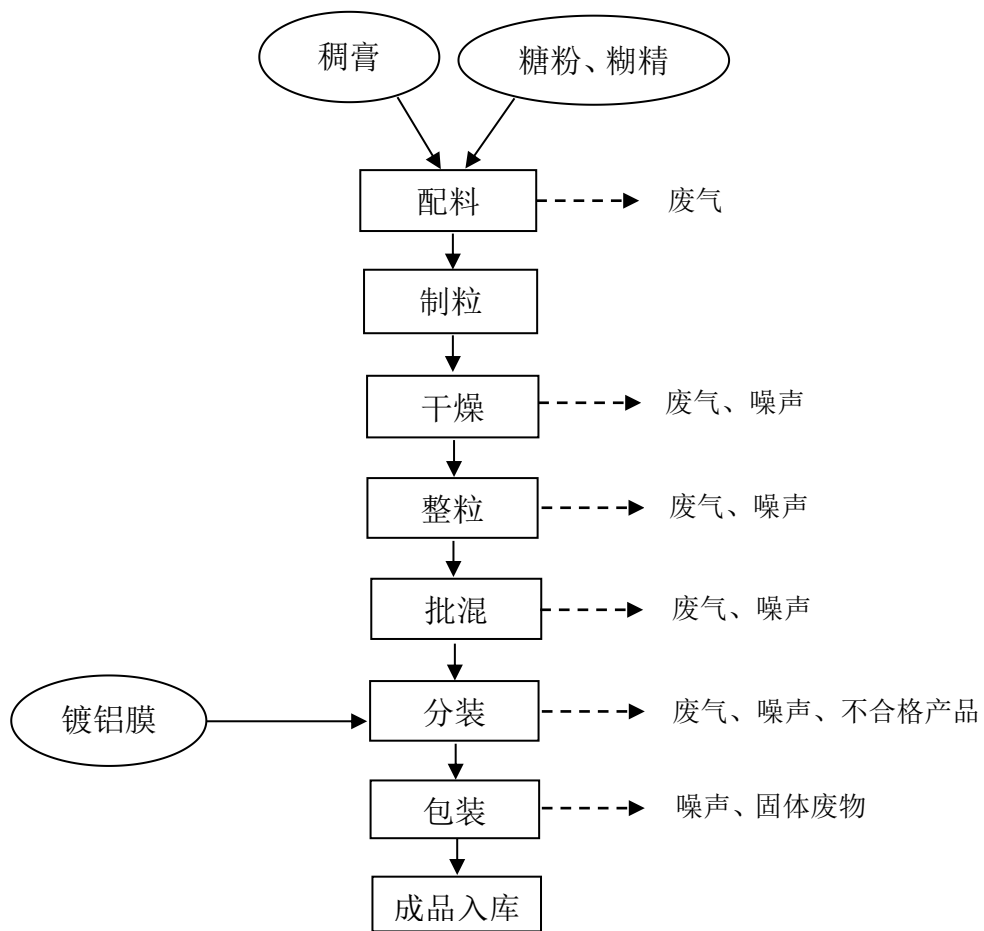 稠膏
糖粉、糊精
配料
废气
制粒
干燥
废气、噪声
整粒
废气、噪声
批混
废气、噪声
镀铝膜
分装
废气、噪声、不合格产品
包装
噪声、固体废物
成品入库